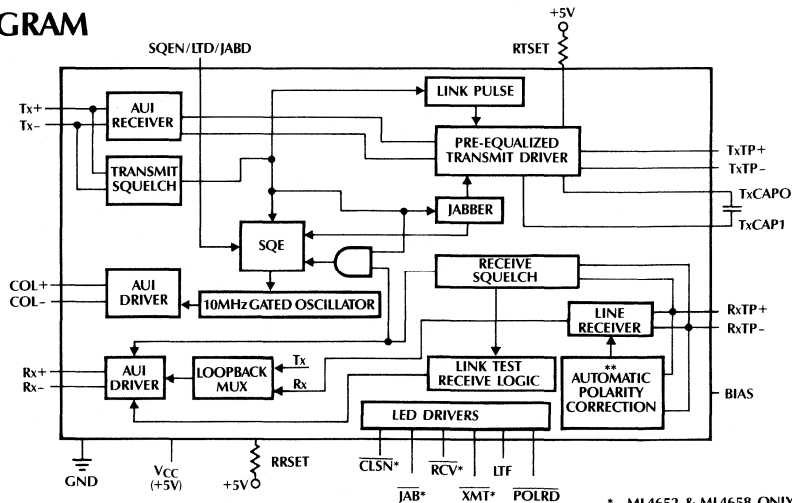 GRAM
+5V
SQEN/LTD/JABD
RTSET
Tx+
Tx–
AUI
RECEIVER
LINK PULSE
PRE-EQUALIZED
TRANSMIT DRIVER
TxTP+
TxTP–
TRANSMIT
SQUELCH
TxCAPO
JABBER
TxCAP1
SQE
RECEIVE
SQUELCH
COL+
COL–
AUI
DRIVER
10MHz GATED OSCILLATOR
LINE
RECEIVER
RxTP+
RxTP–
Rx+
Rx–
AUI
DRIVER
LOOPBACK
MUX
Tx
Rx
LINK TEST
RECEIVE LOGIC
**
AUTOMATIC
POLARITY
CORRECTION
BIAS
LED DRIVERS
GND
VCC
(+5V)
+5V
RRSET
CLSN*
JAB*
RCV*
XMT*
LTF
POLRD
* ML4652 & ML4658 ONLY